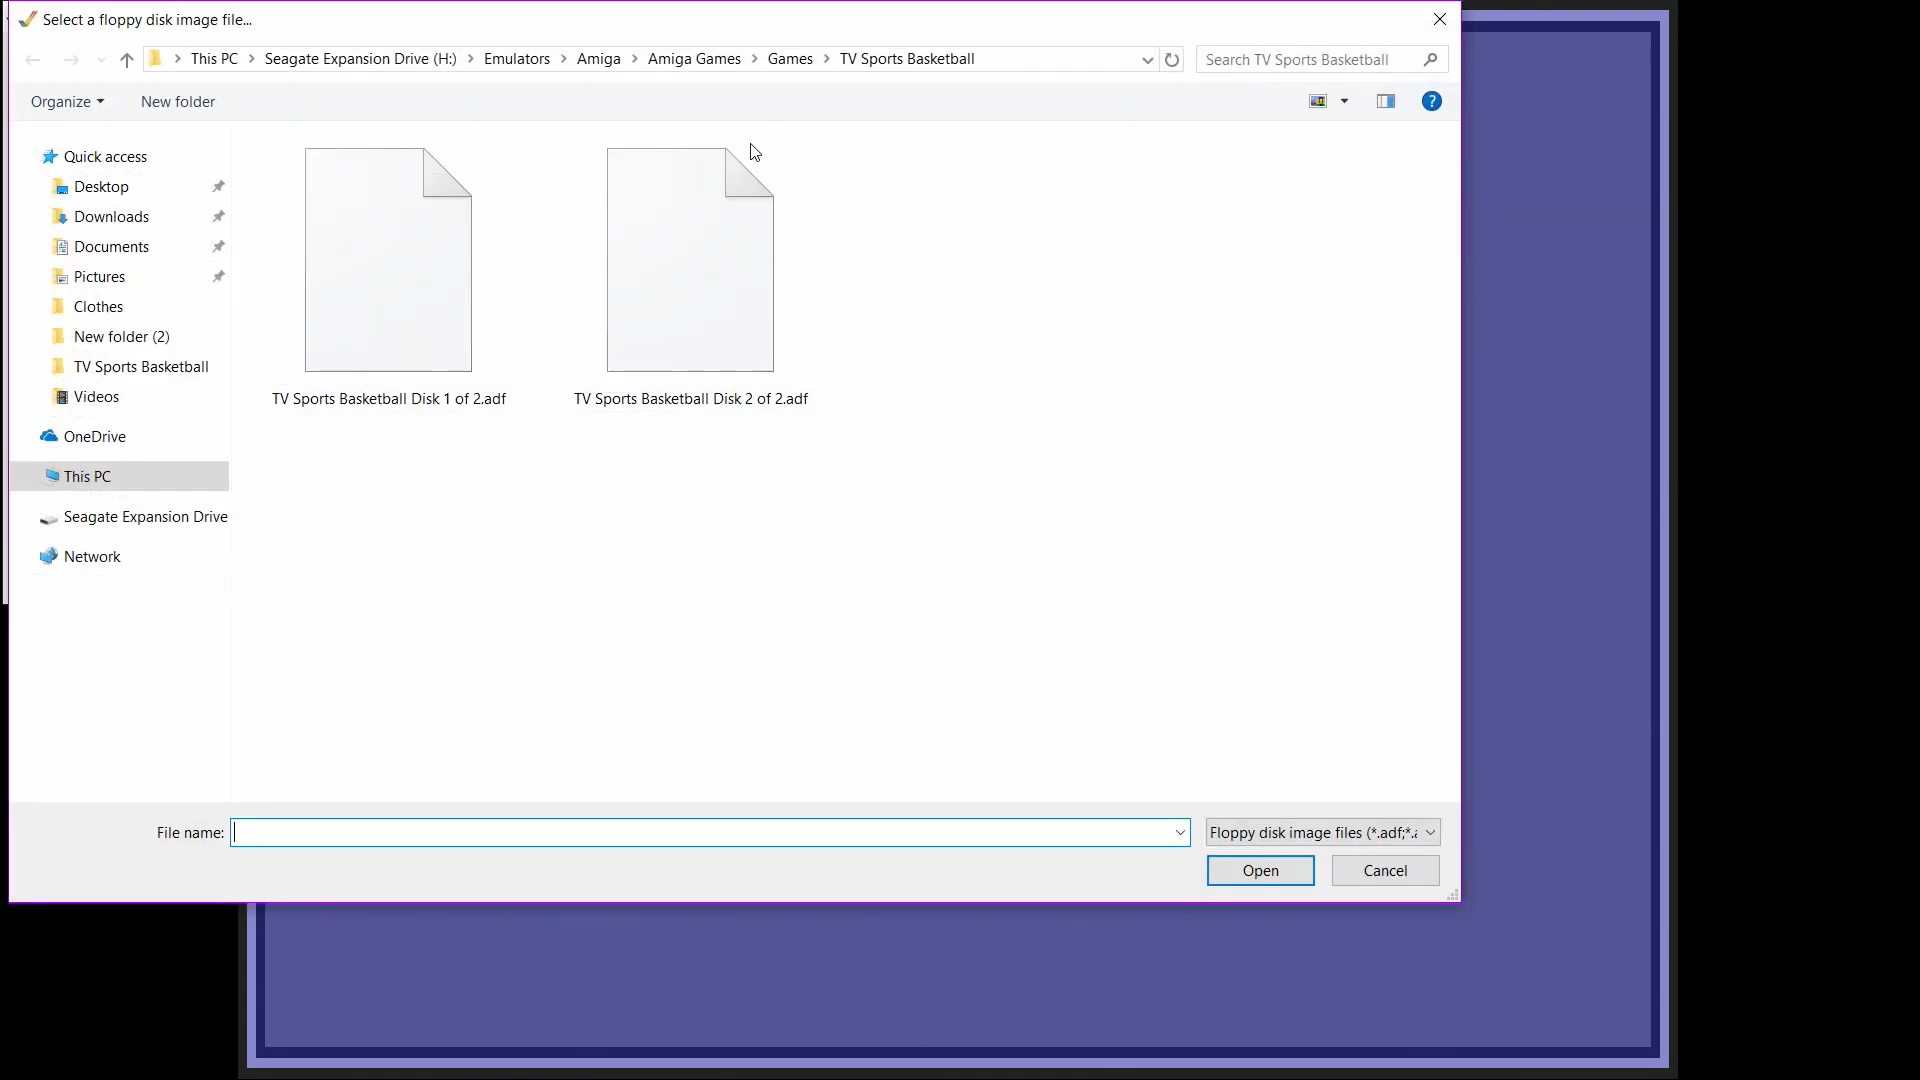 Select a floppy disk image file...
This PC > Seagate Expansion Drive (H:) > Emulators > Amiga > Amiga Games > Games > TV Sports Basketball
Search TV Sports Basketball
Organize
New folder
?
Quick access
Desktop
Downloads
Documents
Pictures
Clothes
New folder (2)
TV Sports Basketball
Videos
OneDrive
This PC
Seagate Expansion Drive
Network
TV Sports Basketball Disk 1 of 2.adf
TV Sports Basketball Disk 2 of 2.adf
File name:
Floppy disk image files (*.adf;*.a
Open
Cancel